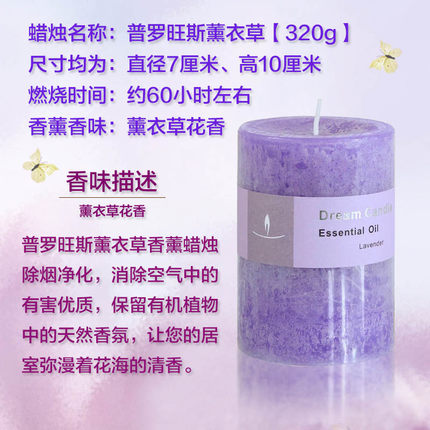 蜡烛名称：普罗旺斯薰衣草【320g】
尺寸均为：直径7厘米、高10厘米
燃烧时间：约60小时左右
香薰香味：薰衣草花香
香味描述
薰衣草花香
普罗旺斯薰衣草香薰蜡烛
除烟净化，消除空气中的
有害优质，保留有机植物
中的天然香氛，让您的居
室弥漫着花海的清香。
Dream Candle
Essential Oil
Lavender